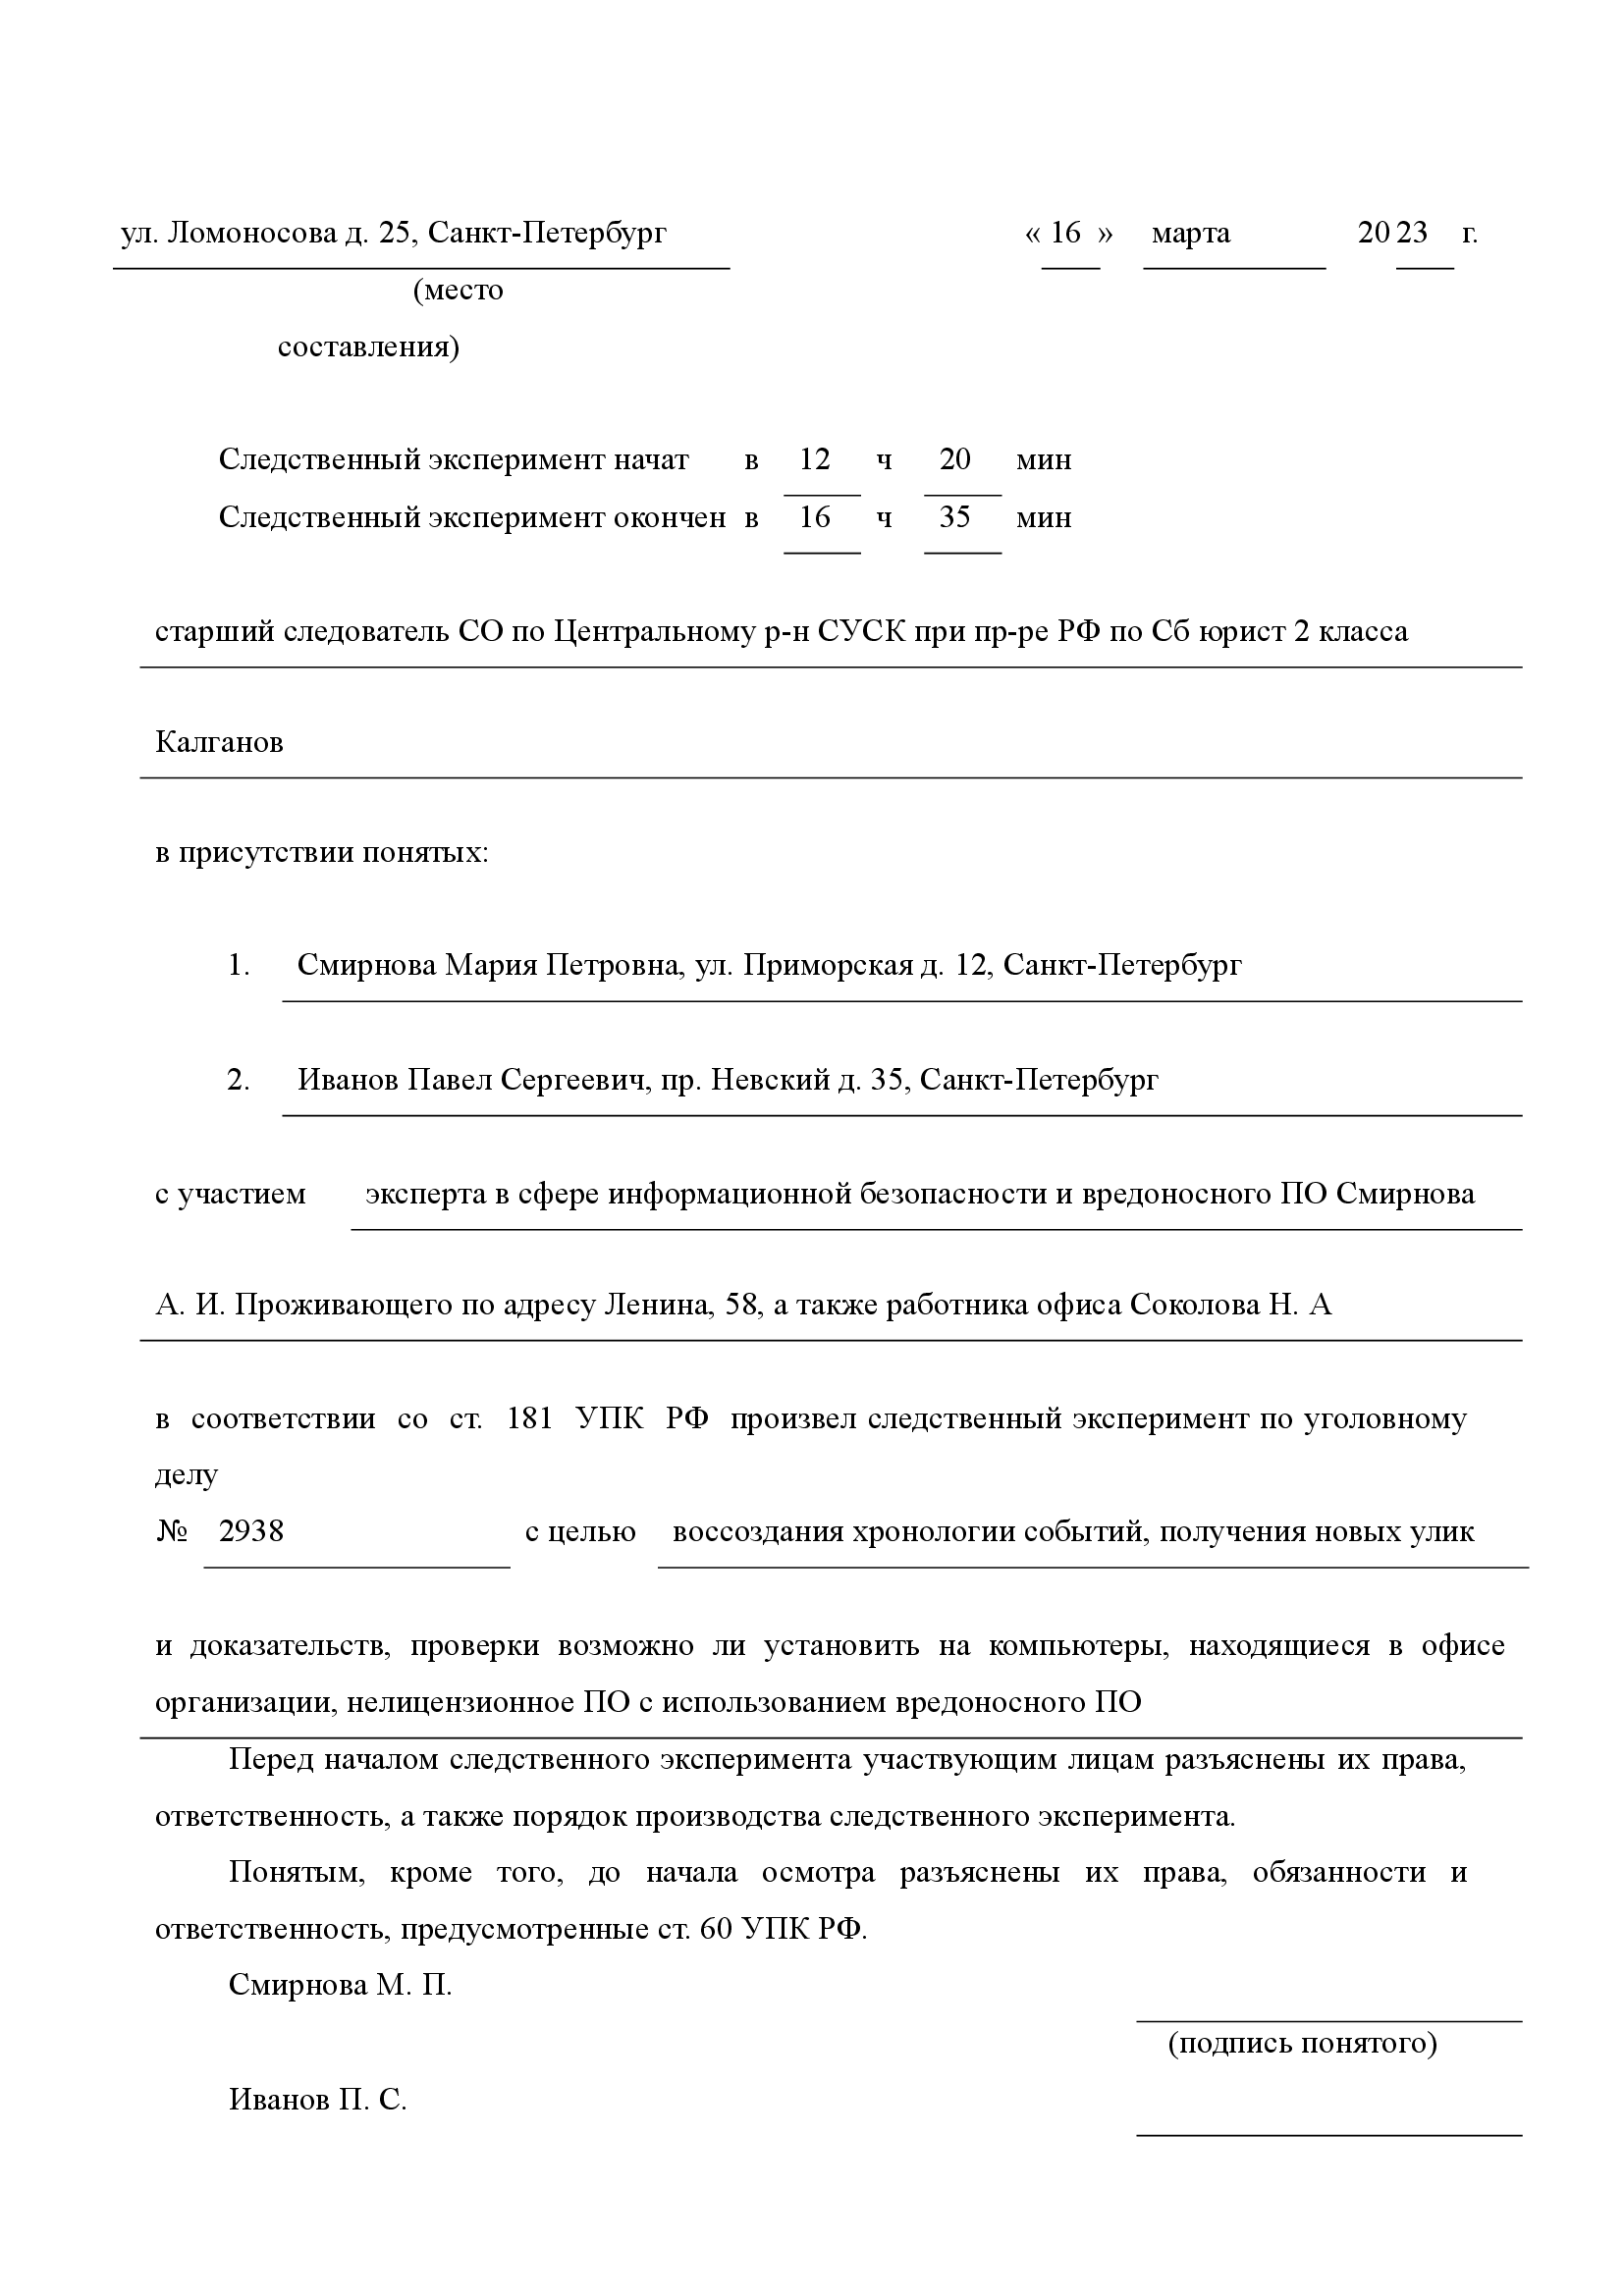 ул. Ломоносова д. 25, Санкт-Петербург « 16 » марта 2023 г.
(место
составления)
Следственный эксперимент начат в 12 ч 20 мин
Следственный эксперимент окончен в 16 ч 35 мин
старший следователь СО по Центральному р-н СУСК при пр-ре РФ по Сб юрист 2 класса
Калганов
в присутствии понятых:
1. Смирнова Мария Петровна, ул. Приморская д. 12, Санкт-Петербург
2. Иванов Павел Сергеевич, пр. Невский д. 35, Санкт-Петербург
с участием эксперта в сфере информационной безопасности и вредоносного ПО Смирнова
А. И. Проживающего по адресу Ленина, 58, а также работника офиса Соколова Н. А
в соответствии со ст. 181 УПК РФ произвел следственный эксперимент по уголовному
делу
№ 2938 с целью воссоздания хронологии событий, получения новых улик
и доказательств, проверки возможно ли установить на компьютеры, находящиеся в офисе
организации, нелицензионное ПО с использованием вредоносного ПО
Перед началом следственного эксперимента участвующим лицам разъяснены их права,
ответственность, а также порядок производства следственного эксперимента.
Понятым, кроме того, до начала осмотра разъяснены их права, обязанности и
ответственность, предусмотренные ст. 60 УПК РФ.
Смирнова М. П.
(подпись понятого)
Иванов П. С.